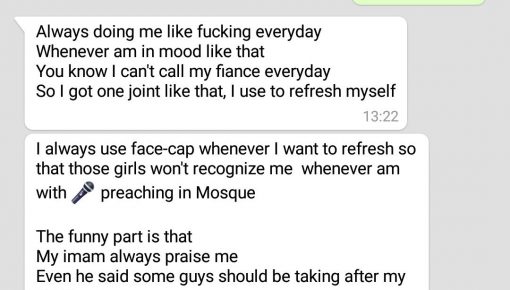 Always doing me like fucking everyday
Whenever am in mood like that
You know I can't call my fiance everyday
So I got one joint like that, I use to refresh myself
13:22
I always use face-cap whenever I want to refresh so
that those girls won't recognize me whenever am
with 🎤 preaching in Mosque
The funny part is that
My imam always praise me
Even he said some guys should be taking after my